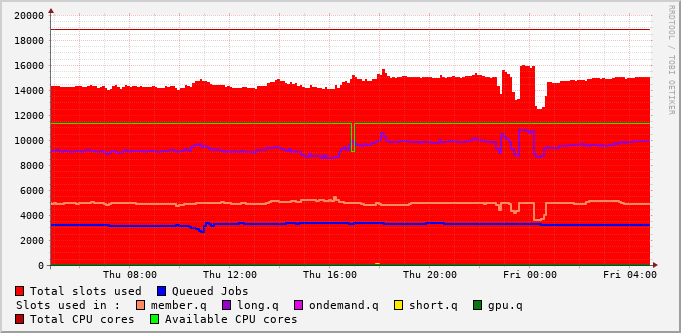 RRDTOOL / TOBI OETIKER
20000
18000
16000
14000
12000
10000
8000
6000
4000
2000
0
Thu 08:00 Thu 12:00 Thu 16:00 Thu 20:00 Fri 00:00 Fri 04:00
Total slots used Queued Jobs
Slots used in : member.q long.q ondemand.q short.q gpu.q
Total CPU cores Available CPU cores